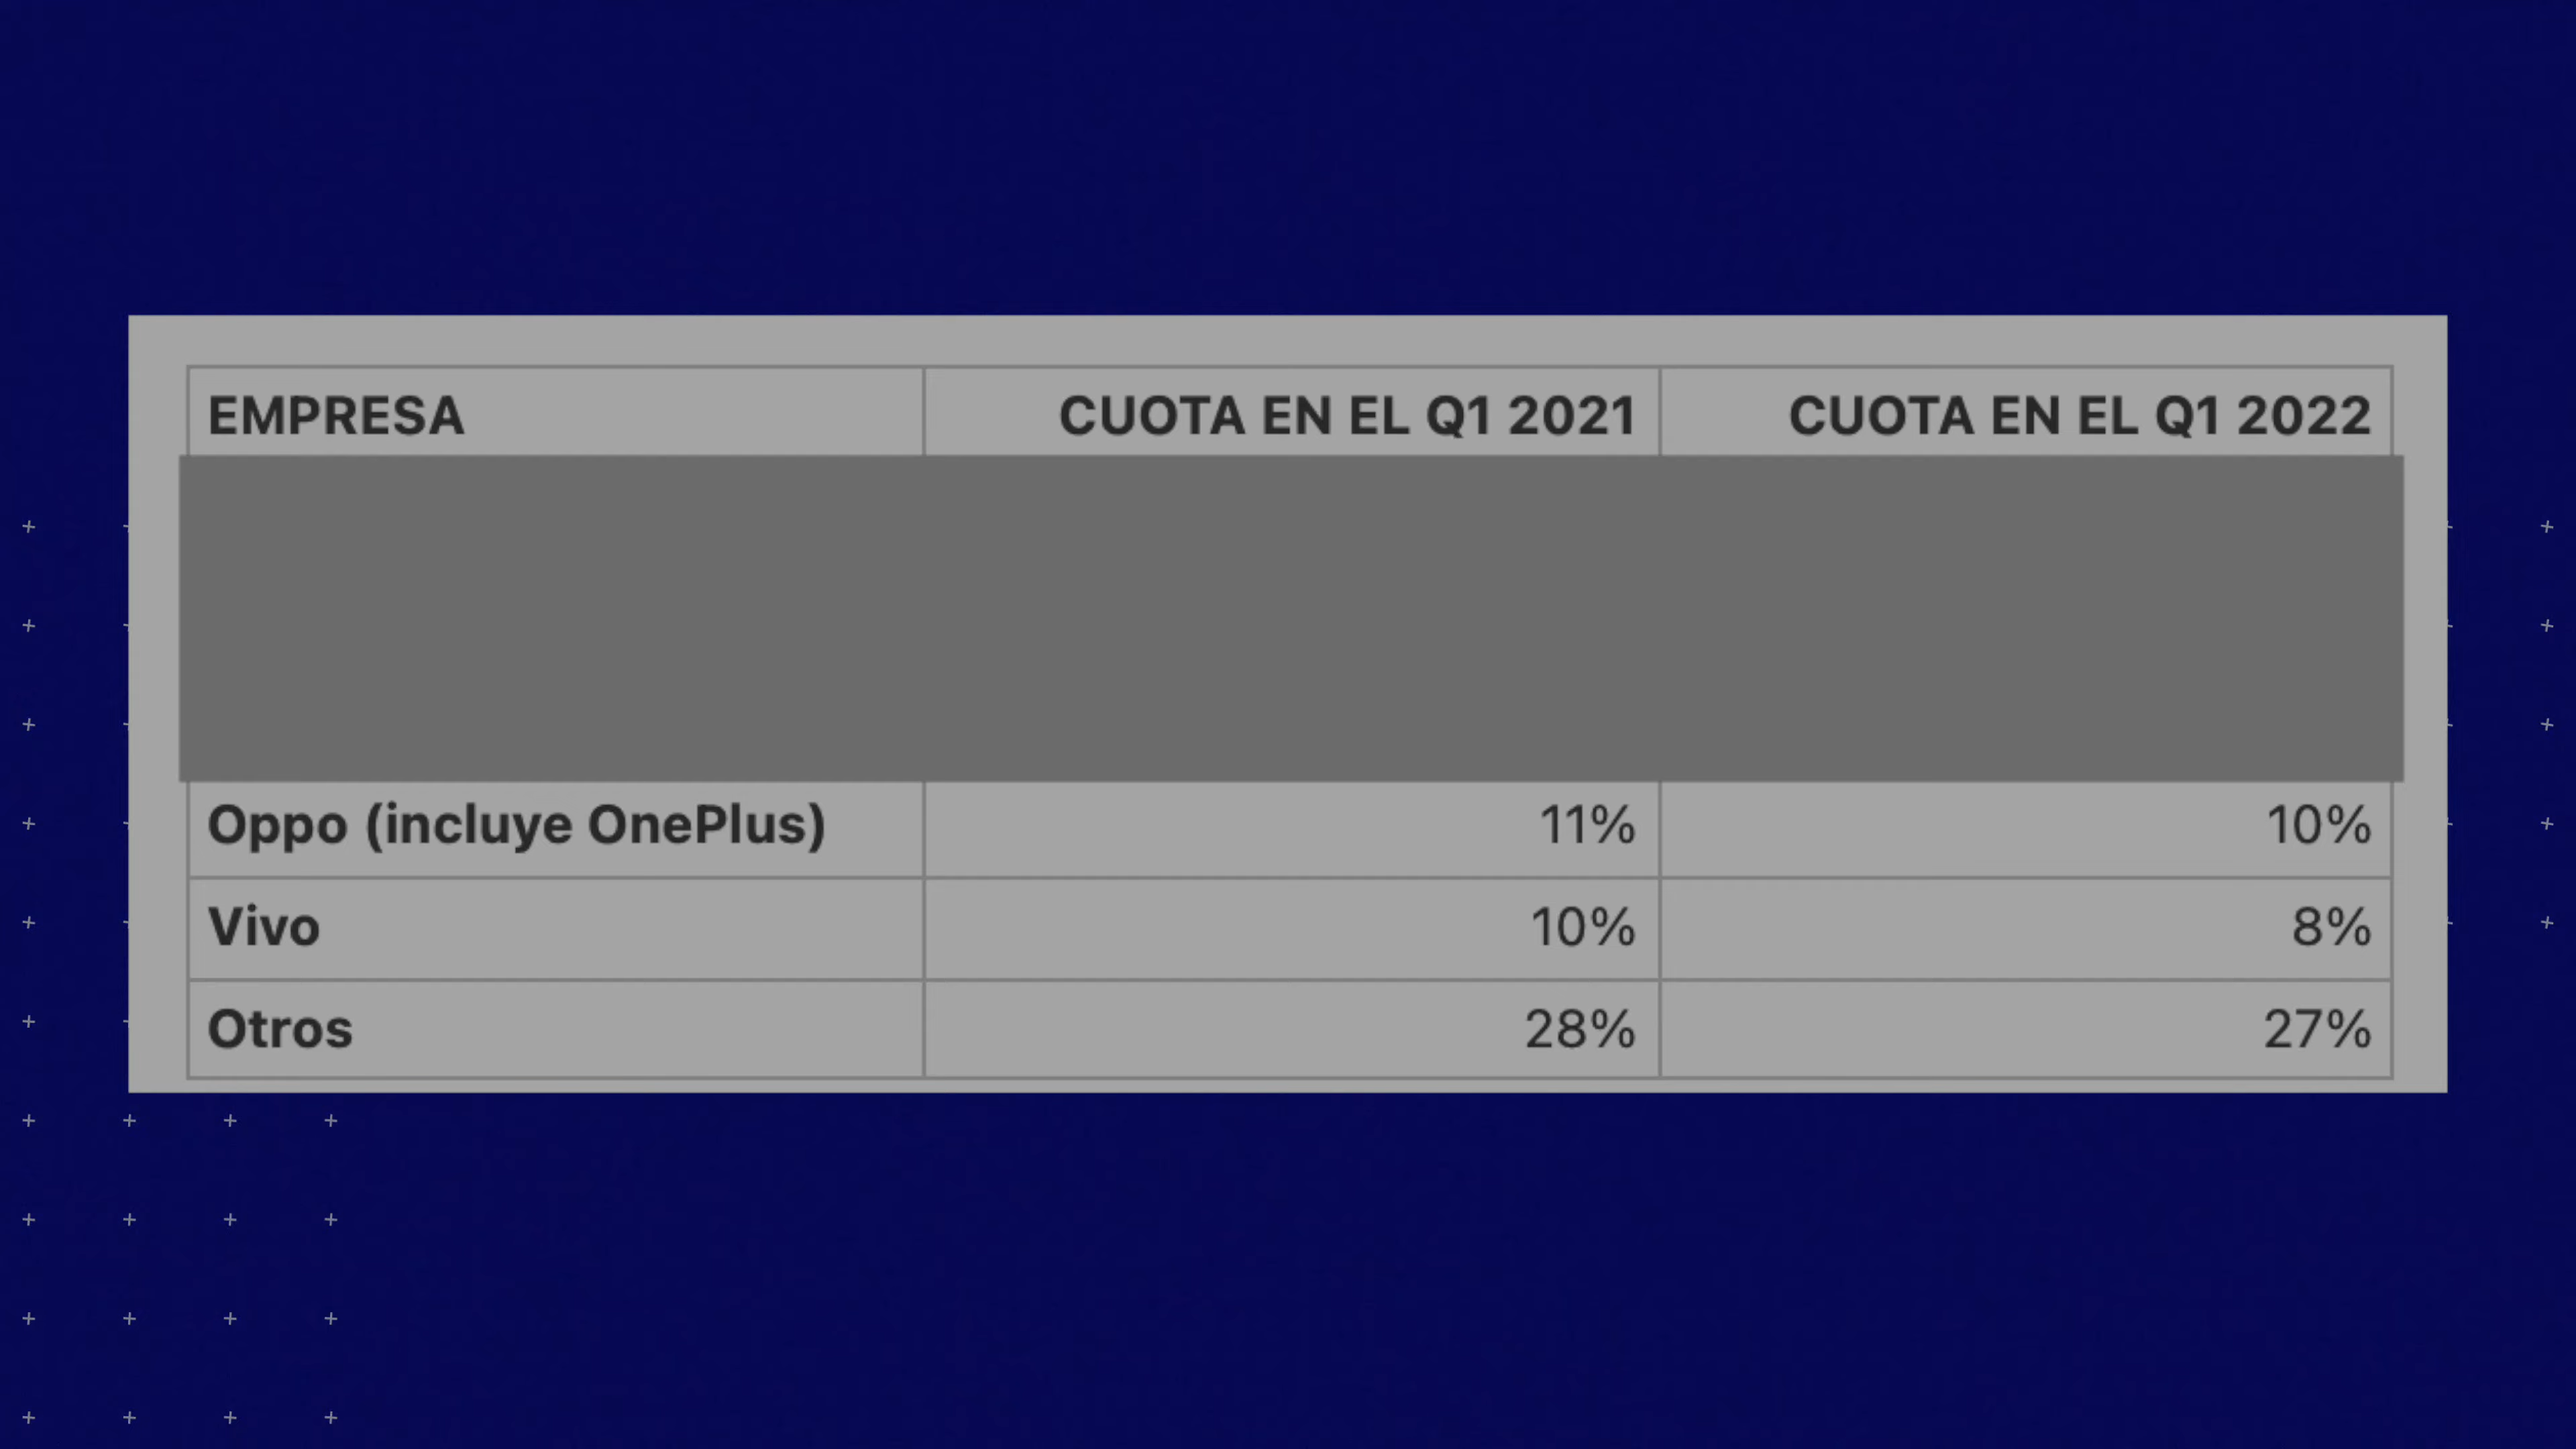 EMPRESA CUOTA EN EL Q1 2021 CUOTA EN EL Q1 2022
Oppo (incluye OnePlus) 11% 10%
Vivo 10% 8%
Otros 28% 27%